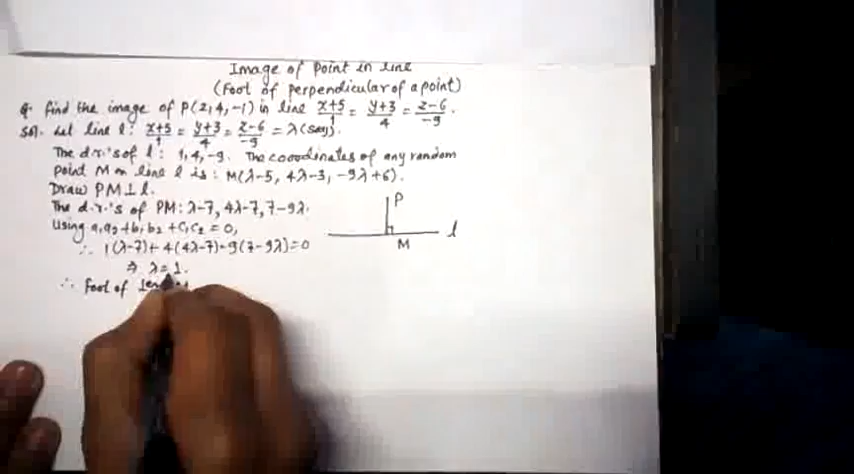 Image of Point in line
(Foot of perpendicular of a point)
Q. find the image of P(2, 4, -1) in line (x+5)/1 = (y+3)/4 = (z-6)/-9.
Sol. Let line l: (x+5)/1 = (y+3)/4 = (z-6)/-9 = λ (say).
The d.r.'s of l: 1, 4, -9. The coordinates of any random
point M on line l is: M(λ-5, 4λ-3, -9λ+6).
Draw PM⊥l.
The d.r.'s of PM: λ-7, 4λ-7, 7-9λ.
Using a₁a₂+b₁b₂+c₁c₂=0,
∴ 1(λ-7)+4(4λ-7)-9(7-9λ)=0
⇒ λ=1.
∴ Foot of
P
l
M